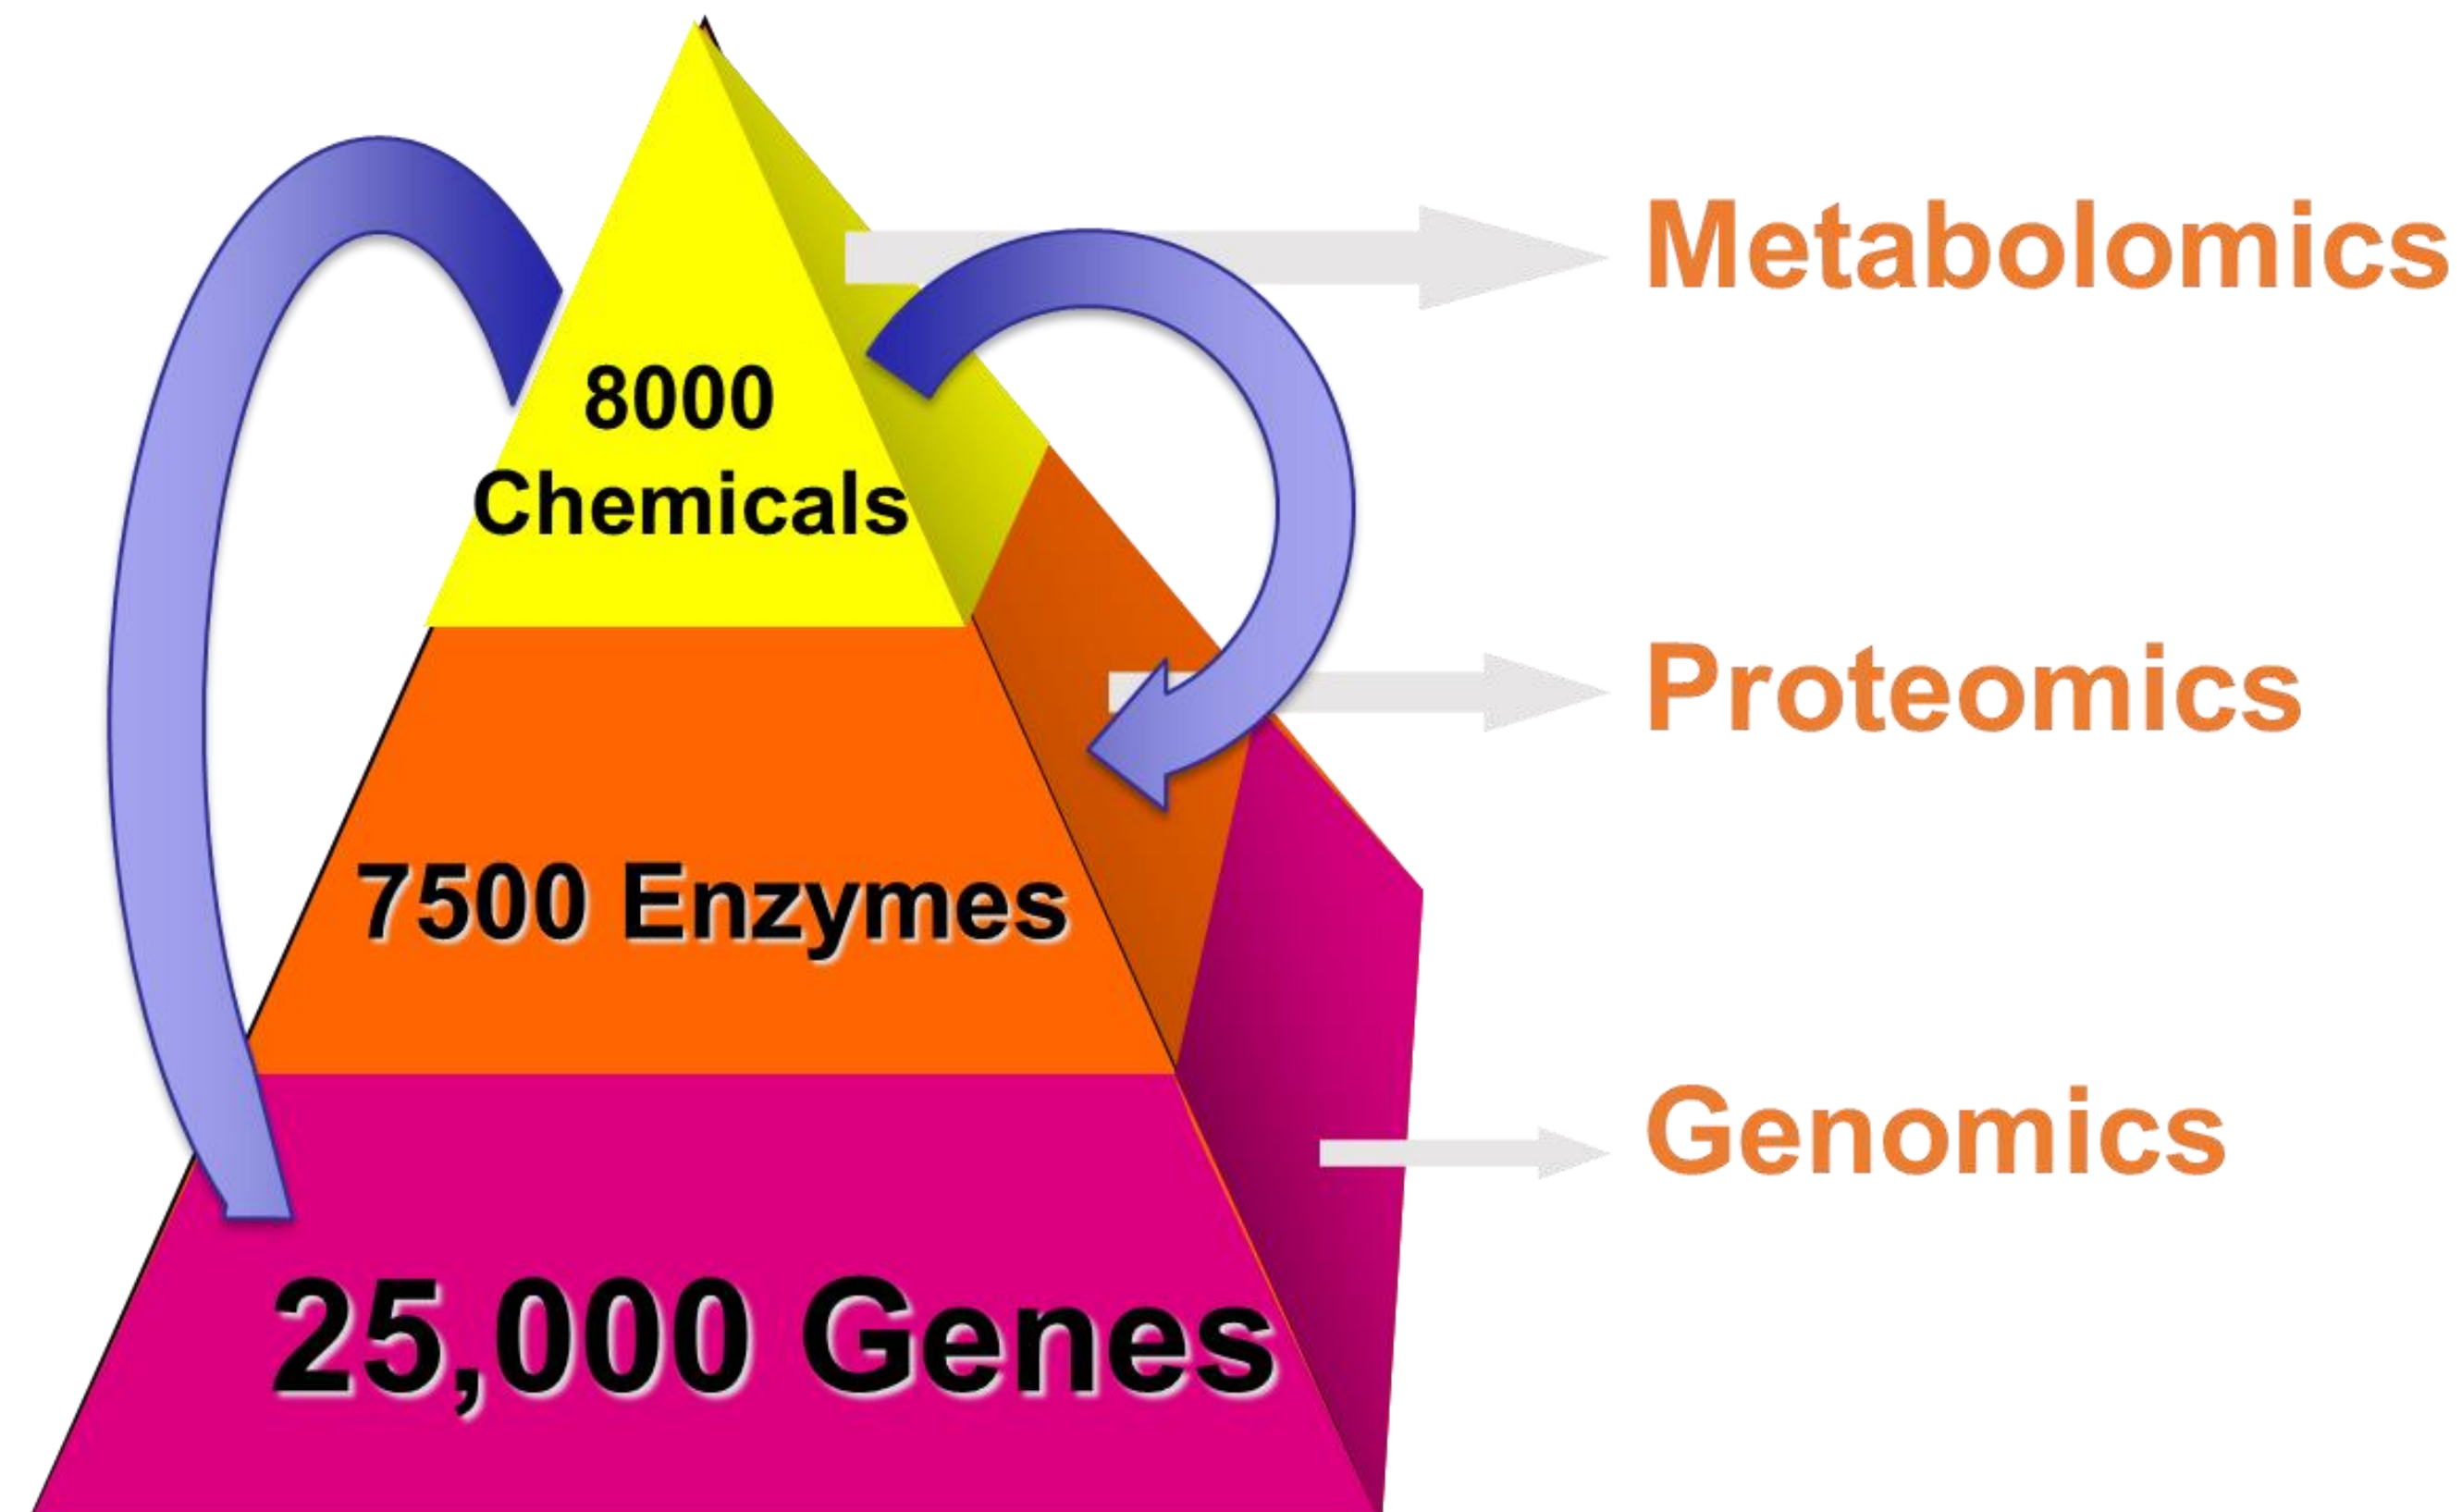 Metabolomics
8000
Chemicals
Proteomics
7500 Enzymes
Genomics
25,000 Genes